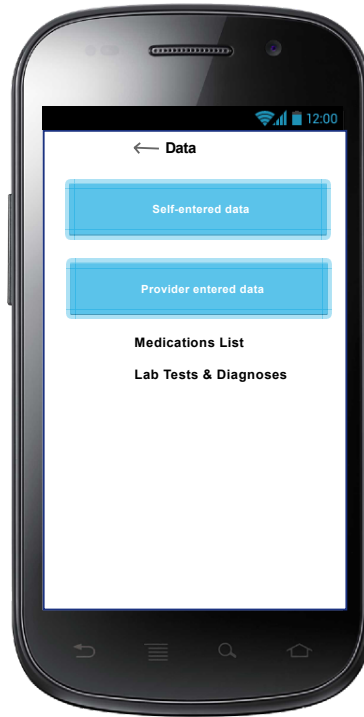 12:00
Data
Self-entered data
Provider entered data
Medications List
Lab Tests & Diagnoses